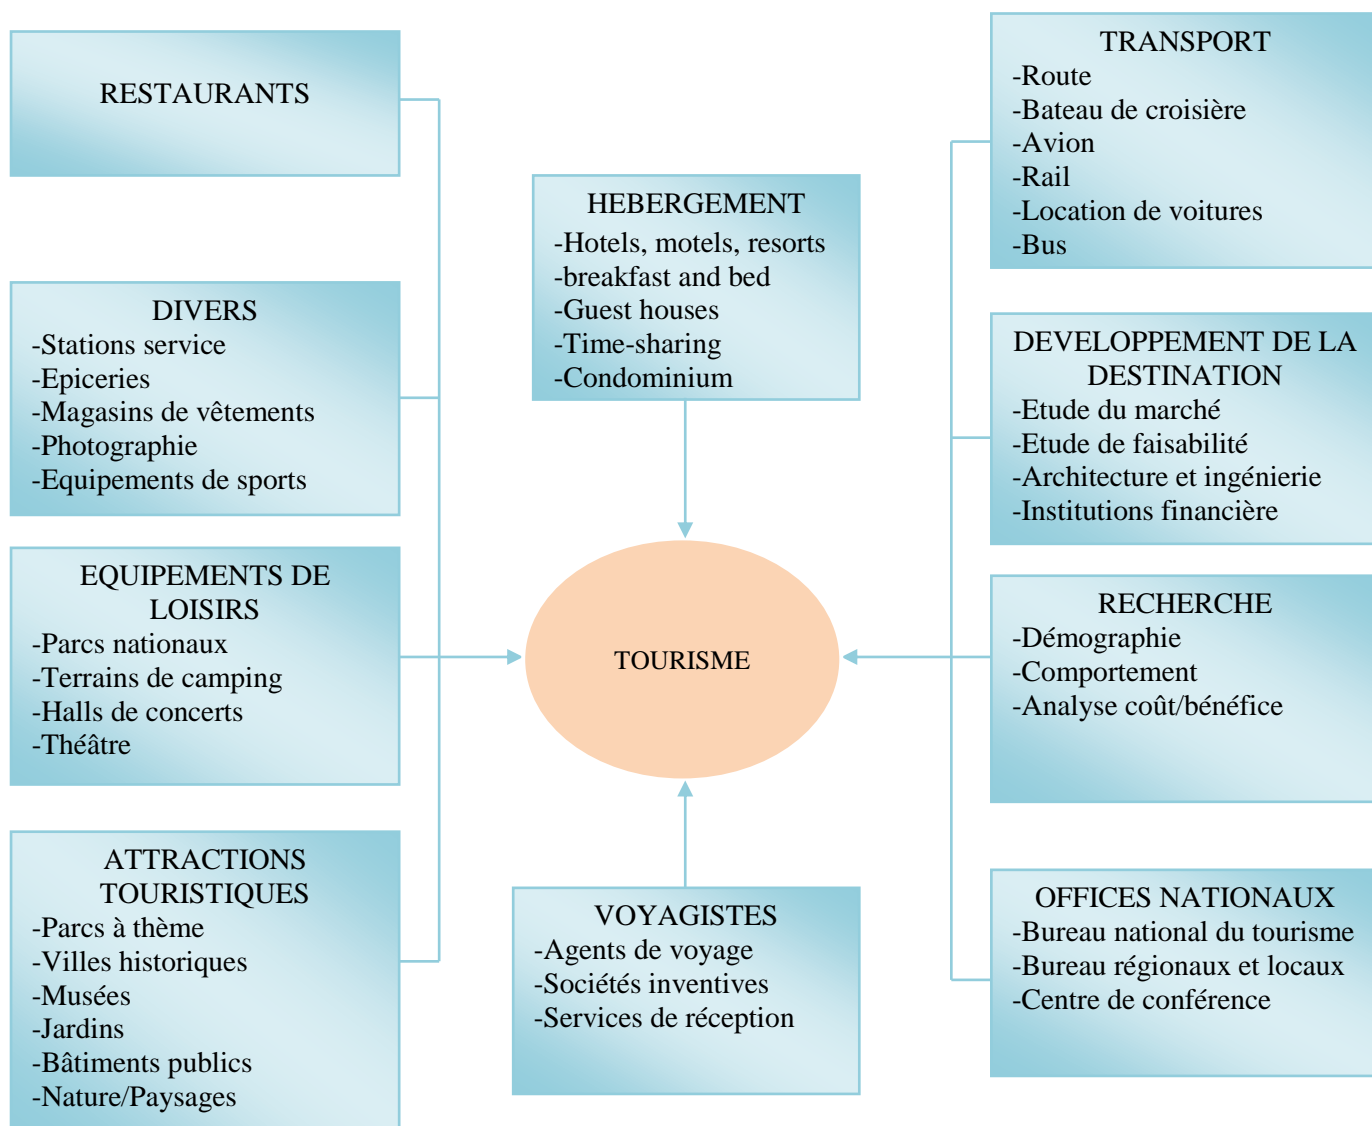 RESTAURANTS
DIVERS
-Stations service
-Epiceries
-Magasins de vêtements
-Photographie
-Equipements de sports
EQUIPEMENTS DE
LOISIRS
-Parcs nationaux
-Terrains de camping
-Halls de concerts
-Théâtre
ATTRACTIONS
TOURISTIQUES
-Parcs à thème
-Villes historiques
-Musées
-Jardins
-Bâtiments publics
-Nature/Paysages
HEBERGEMENT
-Hotels, motels, resorts
-breakfast and bed
-Guest houses
-Time-sharing
-Condominium
TOURISME
VOYAGISTES
-Agents de voyage
-Sociétés inventives
-Services de réception
TRANSPORT
-Route
-Bateau de croisière
-Avion
-Rail
-Location de voitures
-Bus
DEVELOPPEMENT DE LA
DESTINATION
-Etude du marché
-Etude de faisabilité
-Architecture et ingénierie
-Institutions financière
RECHERCHE
-Démographie
-Comportement
-Analyse coût/bénéfice
OFFICES NATIONAUX
-Bureau national du tourisme
-Bureau régionaux et locaux
-Centre de conférence